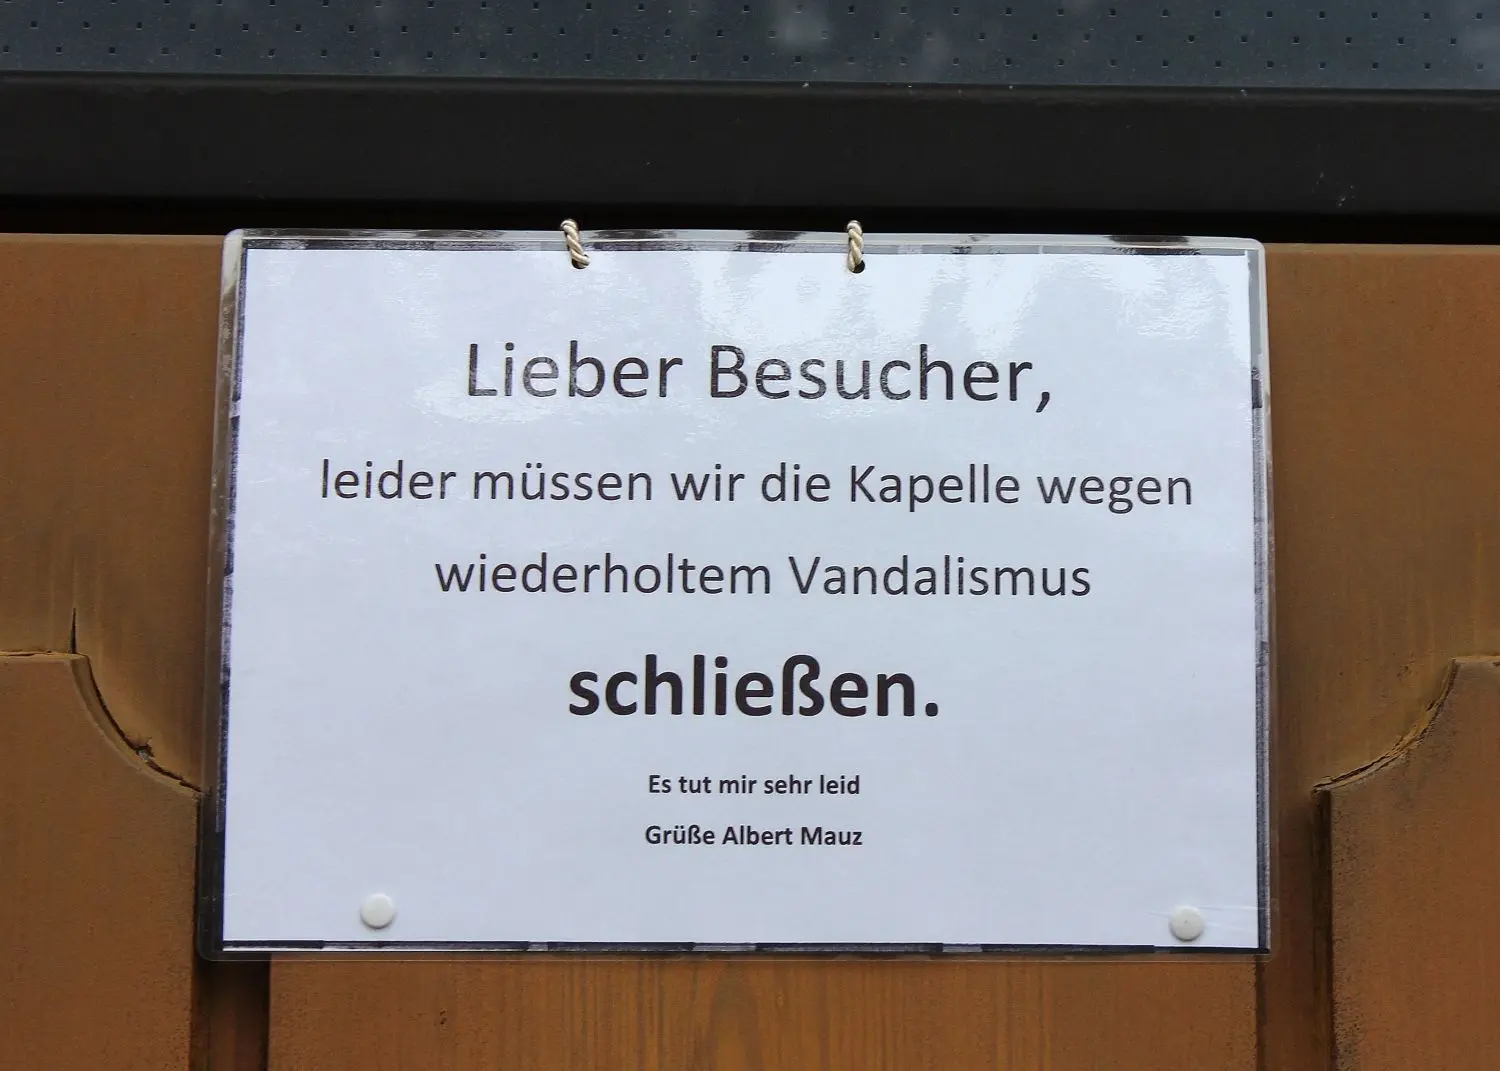 Lieber Besucher,
leider müssen wir die Kapelle wegen
wiederholtem Vandalismus
schließen.
Es tut mir sehr leid
Grüße Albert Mauz